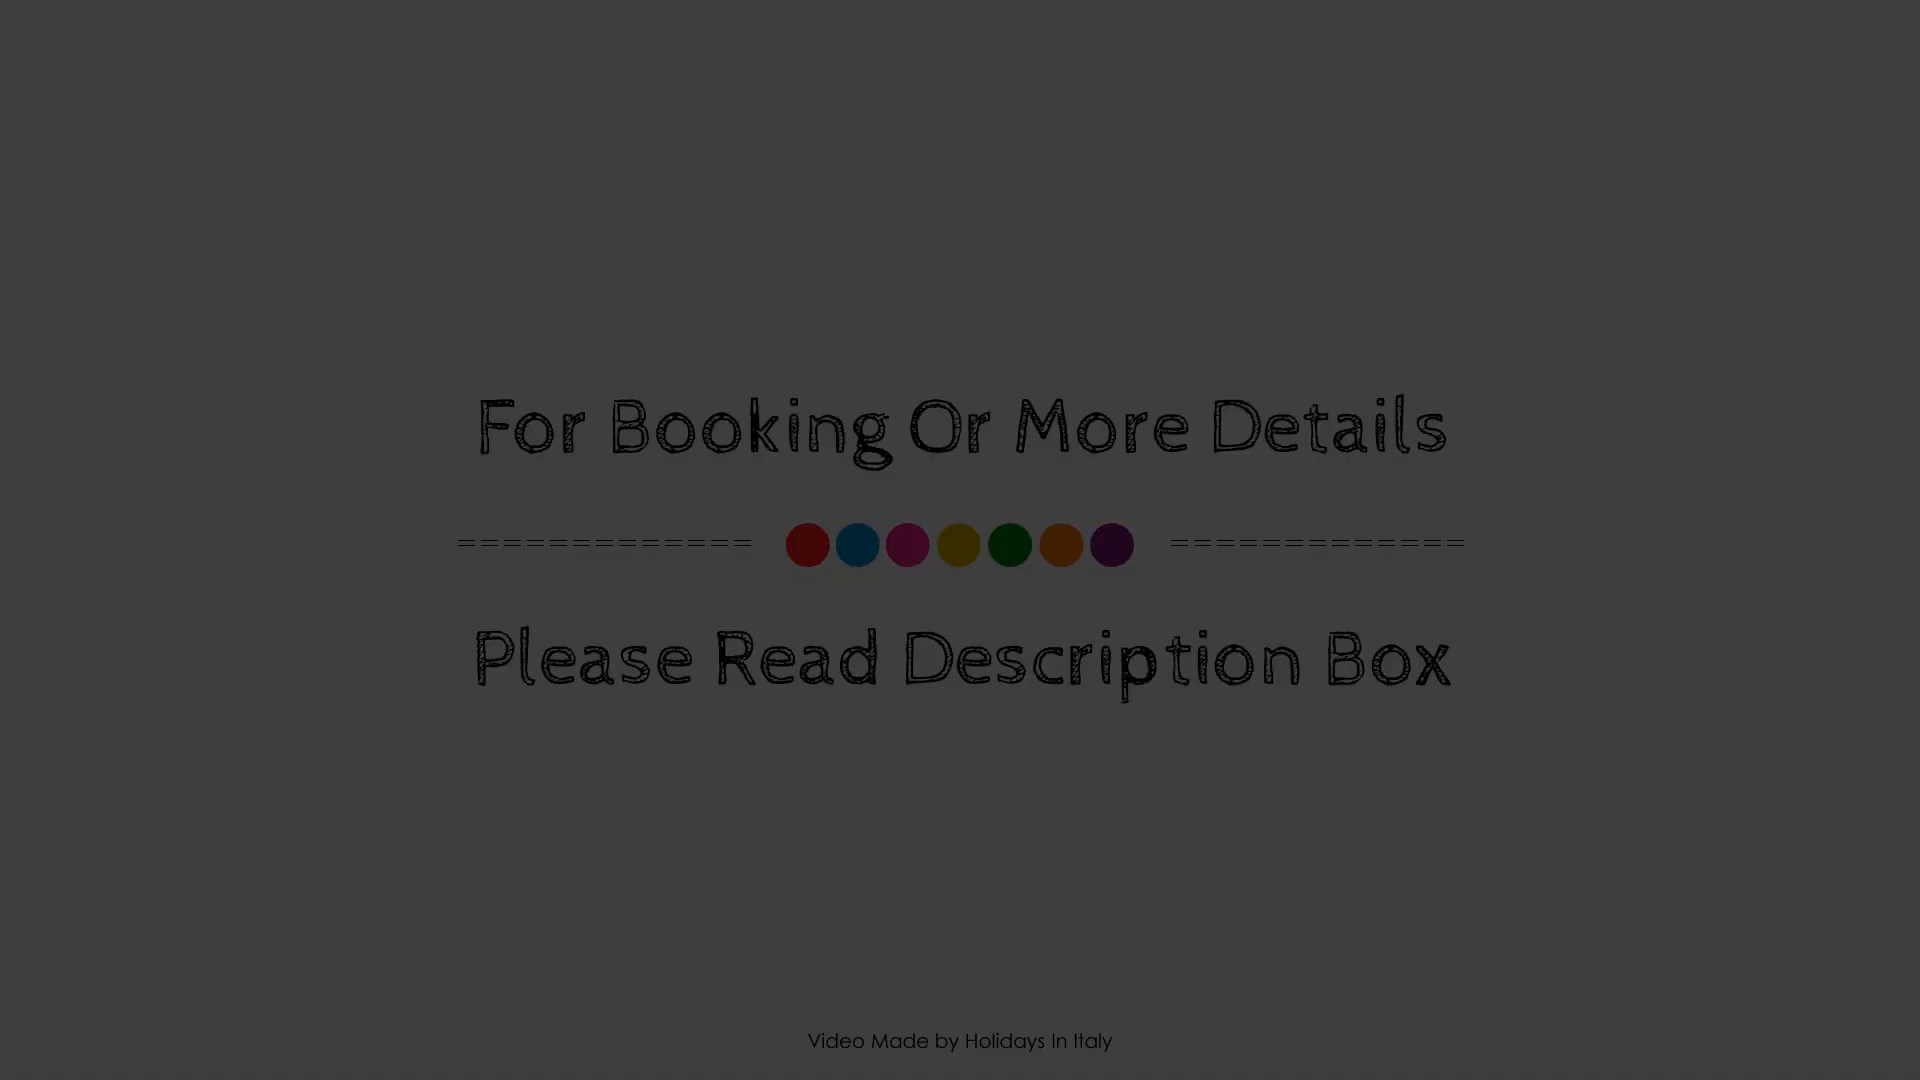 For Booking Or More Details
============= =============
Please Read Description Box
Video Made by Holidays In Italy